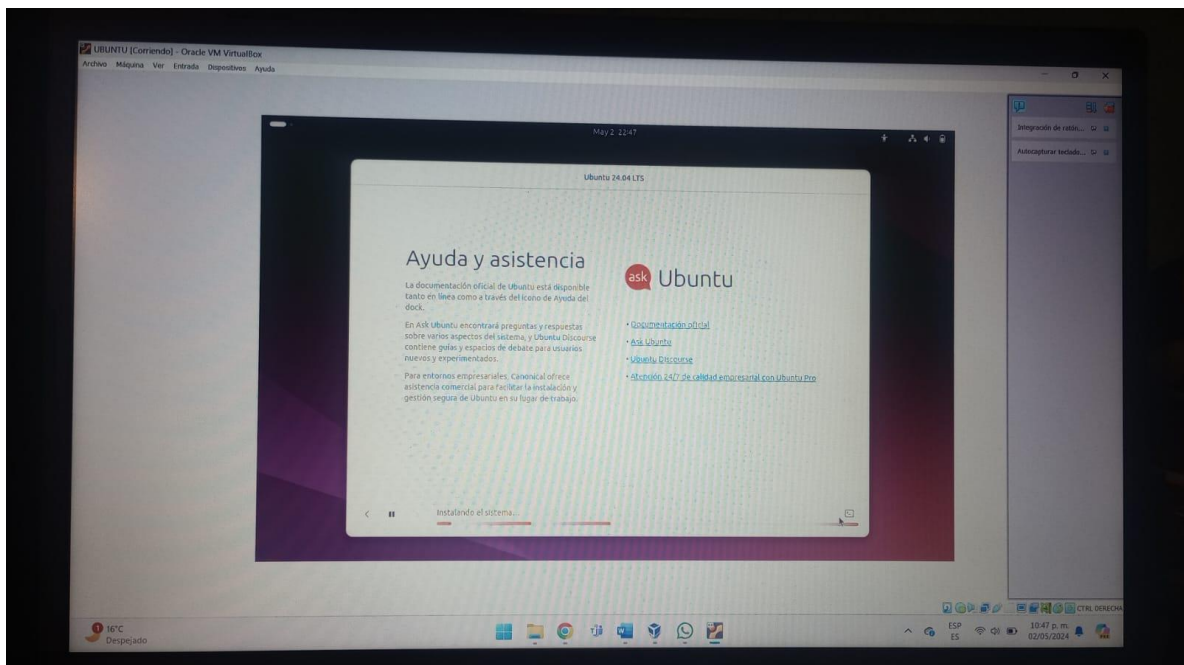 UBUNTU [Corriendo] - Oracle VM VirtualBox
Archivo Máquina Ver Entrada Dispositivos Ayuda
Integración de ratón...
Autocapturar teclado...
May 2 22:47
Ubuntu 24.04 LTS
Ayuda y asistencia
La documentación oficial de Ubuntu está disponible
tanto en línea como a través del icono de Ayuda del
dock.
En Ask Ubuntu encontrará preguntas y respuestas
sobre varios aspectos del sistema, y Ubuntu Discourse
contiene guías y espacios de debate para usuarios
nuevos y experimentados.
Para entornos empresariales, Canonical ofrece
asistencia comercial para facilitar la instalación y
gestión segura de Ubuntu en su lugar de trabajo.
ask Ubuntu
• Documentación oficial
• Ask Ubuntu
• Ubuntu Discourse
• Atención 24/7 de calidad empresarial con Ubuntu Pro
Instalando el sistema...
CTRL DERECHA
1 16°C
Despejado
ESP
ES
10:47 p. m.
02/05/2024